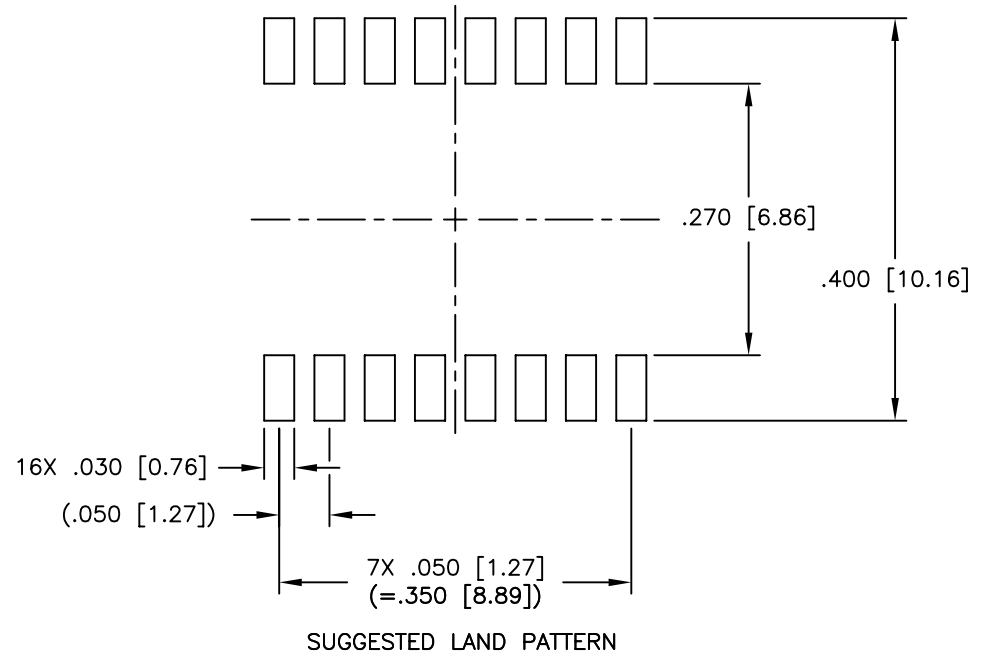 .270 [6.86]
.400 [10.16]
16X .030 [0.76]
(.050 [1.27])
7X .050 [1.27]
(=.350 [8.89])
SUGGESTED LAND PATTERN